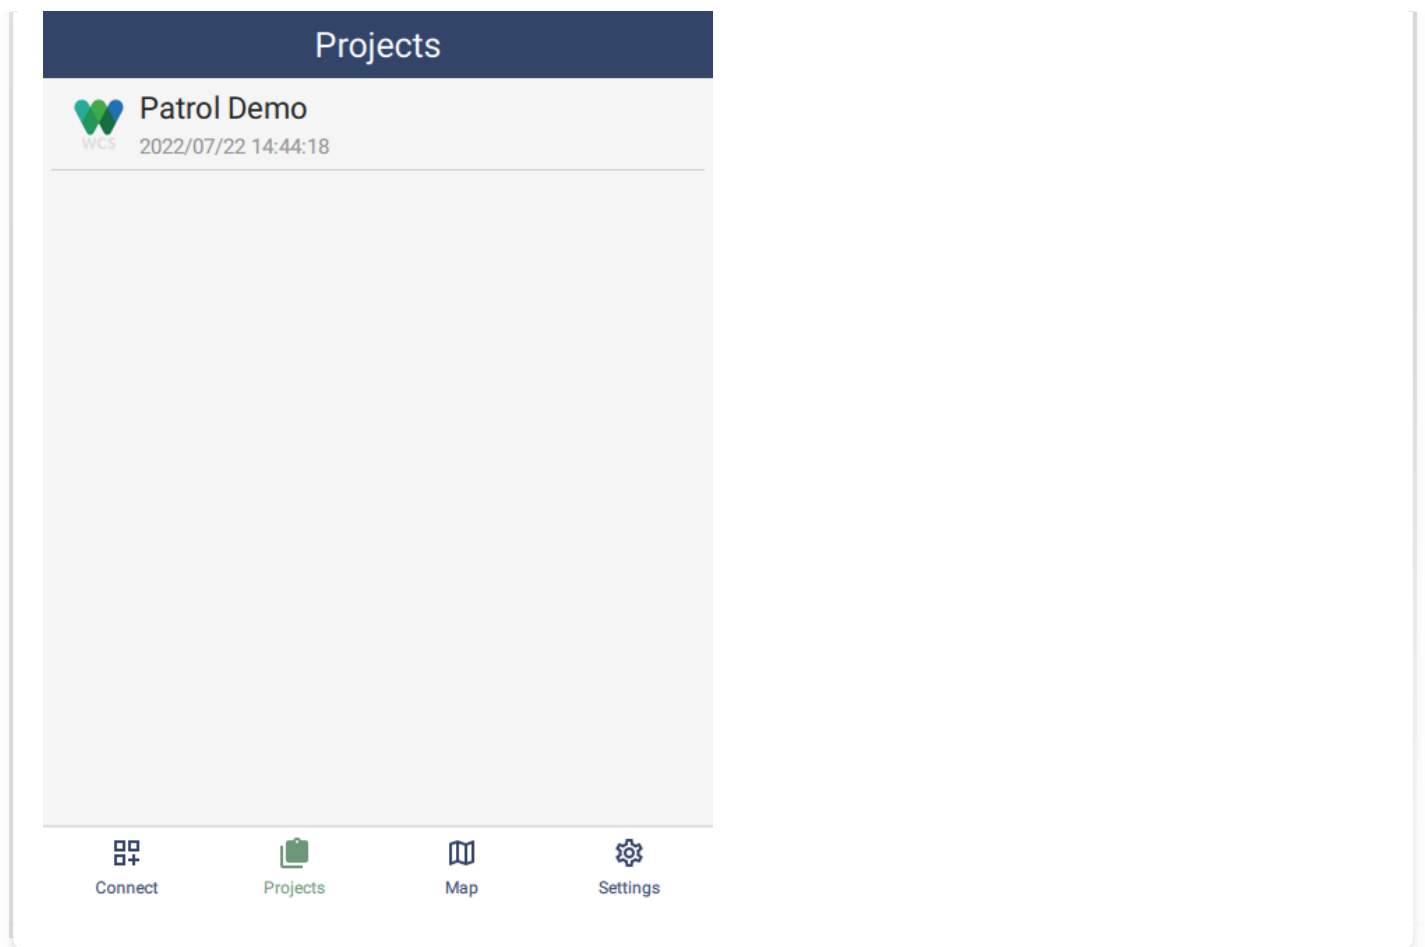 Projects
Patrol Demo
WCS
2022/07/22 14:44:18
Connect
Projects
Map
Settings